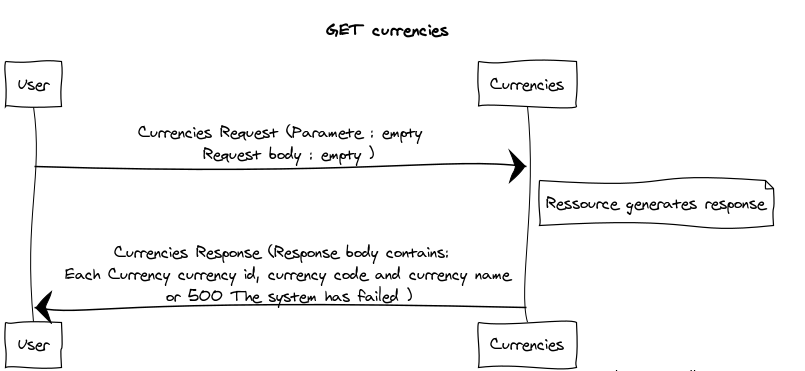 GET currencies
User
Currencies
Currencies Request (Paramete : empty
Request body : empty )
Ressource generates response
Currencies Response (Response body contains:
Each Currency currency id, currency code and currency name
or 500 The system has failed )
User
Currencies